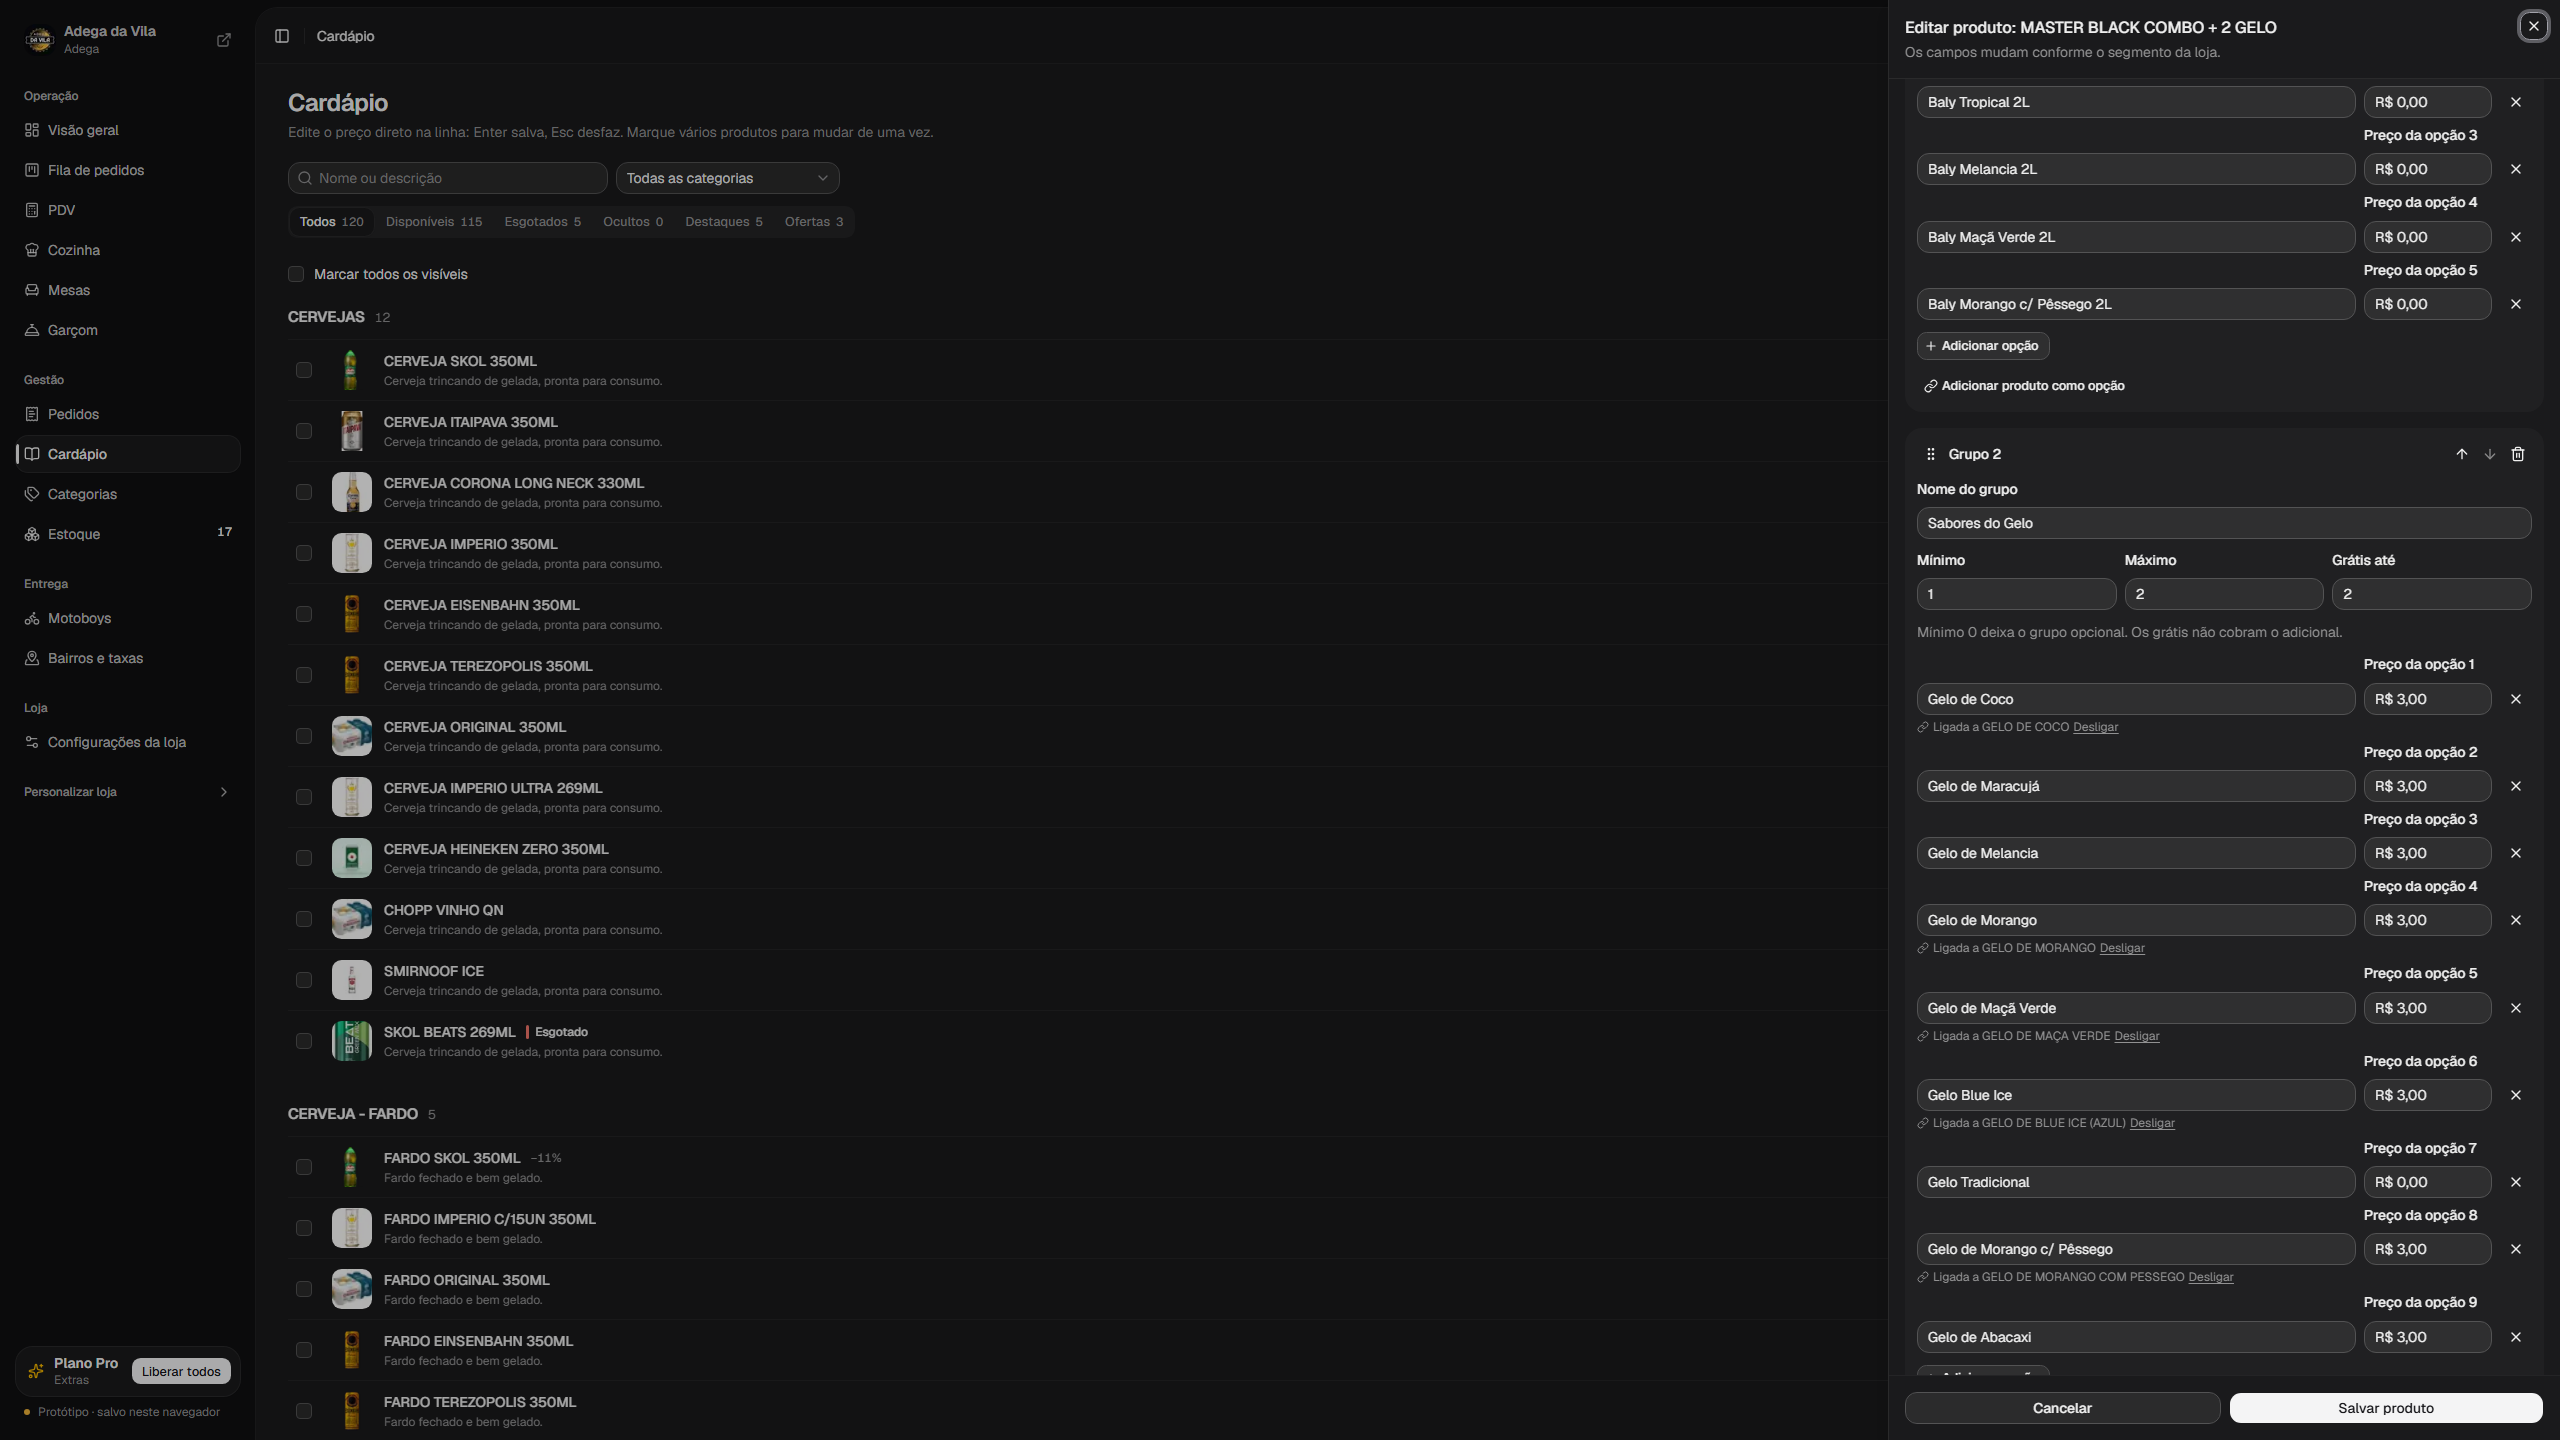 Adega da Vila
Adega
Operação
Visão geral
Fila de pedidos
PDV
Cozinha
Mesas
Garçom
Gestão
Pedidos
Cardápio
Categorias
Estoque 17
Entrega
Motoboys
Bairros e taxas
Loja
Configurações da loja
Personalizar loja
Plano Pro
Extras
Liberar todos
Protótipo · salvo neste navegador
Cardápio
Cardápio
Edite o preço direto na linha: Enter salva, Esc desfaz. Marque vários produtos para mudar de uma vez.
Nome ou descrição
Todas as categorias
Todos 120 Disponíveis 115 Esgotados 5 Ocultos 0 Destaques 5 Ofertas 3
Marcar todos os visíveis
CERVEJAS 12
CERVEJA SKOL 350ML
Cerveja trincando de gelada, pronta para consumo.
CERVEJA ITAIPAVA 350ML
Cerveja trincando de gelada, pronta para consumo.
CERVEJA CORONA LONG NECK 330ML
Cerveja trincando de gelada, pronta para consumo.
CERVEJA IMPERIO 350ML
Cerveja trincando de gelada, pronta para consumo.
CERVEJA EISENBAHN 350ML
Cerveja trincando de gelada, pronta para consumo.
CERVEJA TEREZOPOLIS 350ML
Cerveja trincando de gelada, pronta para consumo.
CERVEJA ORIGINAL 350ML
Cerveja trincando de gelada, pronta para consumo.
CERVEJA IMPERIO ULTRA 269ML
Cerveja trincando de gelada, pronta para consumo.
CERVEJA HEINEKEN ZERO 350ML
Cerveja trincando de gelada, pronta para consumo.
CHOPP VINHO QN
Cerveja trincando de gelada, pronta para consumo.
SMIRNOOF ICE
Cerveja trincando de gelada, pronta para consumo.
SKOL BEATS 269ML Esgotado
Cerveja trincando de gelada, pronta para consumo.
CERVEJA - FARDO 5
FARDO SKOL 350ML −11%
Fardo fechado e bem gelado.
FARDO IMPERIO C/15UN 350ML
Fardo fechado e bem gelado.
FARDO ORIGINAL 350ML
Fardo fechado e bem gelado.
FARDO EINSENBAHN 350ML
Fardo fechado e bem gelado.
FARDO TEREZOPOLIS 350ML
Fardo fechado e bem gelado.
Editar produto: MASTER BLACK COMBO + 2 GELO
Os campos mudam conforme o segmento da loja.
Baly Tropical 2L R$ 0,00
Preço da opção 3
Baly Melancia 2L R$ 0,00
Preço da opção 4
Baly Maçã Verde 2L R$ 0,00
Preço da opção 5
Baly Morango c/ Pêssego 2L R$ 0,00
Adicionar opção
Adicionar produto como opção
Grupo 2
Nome do grupo
Sabores do Gelo
Mínimo Máximo Grátis até
1 2 2
Mínimo 0 deixa o grupo opcional. Os grátis não cobram o adicional.
Preço da opção 1
Gelo de Coco R$ 3,00
Ligada a GELO DE COCO Desligar
Preço da opção 2
Gelo de Maracujá R$ 3,00
Preço da opção 3
Gelo de Melancia R$ 3,00
Preço da opção 4
Gelo de Morango R$ 3,00
Ligada a GELO DE MORANGO Desligar
Preço da opção 5
Gelo de Maçã Verde R$ 3,00
Ligada a GELO DE MAÇA VERDE Desligar
Preço da opção 6
Gelo Blue Ice R$ 3,00
Ligada a GELO DE BLUE ICE (AZUL) Desligar
Preço da opção 7
Gelo Tradicional R$ 0,00
Preço da opção 8
Gelo de Morango c/ Pêssego R$ 3,00
Ligada a GELO DE MORANGO COM PESSEGO Desligar
Preço da opção 9
Gelo de Abacaxi R$ 3,00
Cancelar
Salvar produto